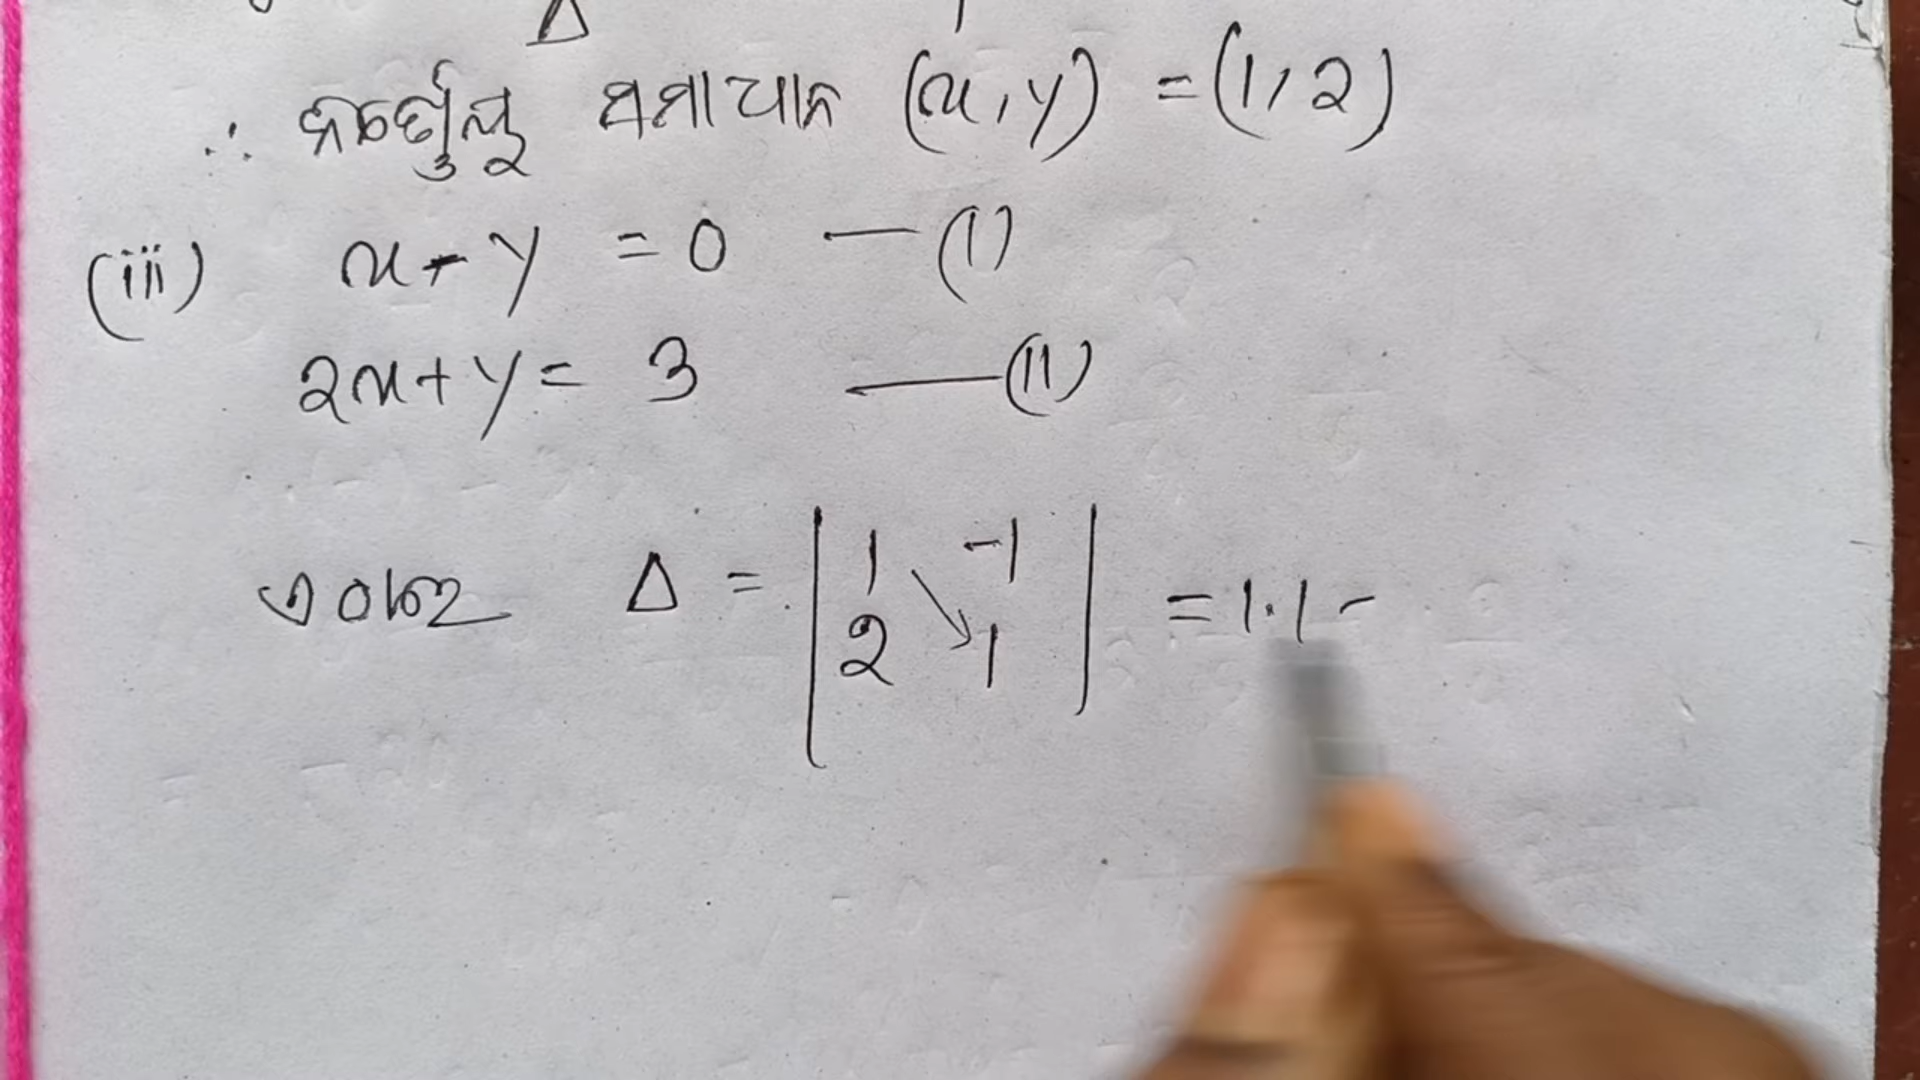 Δ
∴ ନିର୍ଣ୍ଣେୟ ସମାଧାନ (x, y) = (1, 2)
(iii) x - y = 0 — (I)
2x + y = 3 — (II)
ଏଠାରେ Δ = | 1 -1 | = 1.1 -
2 1